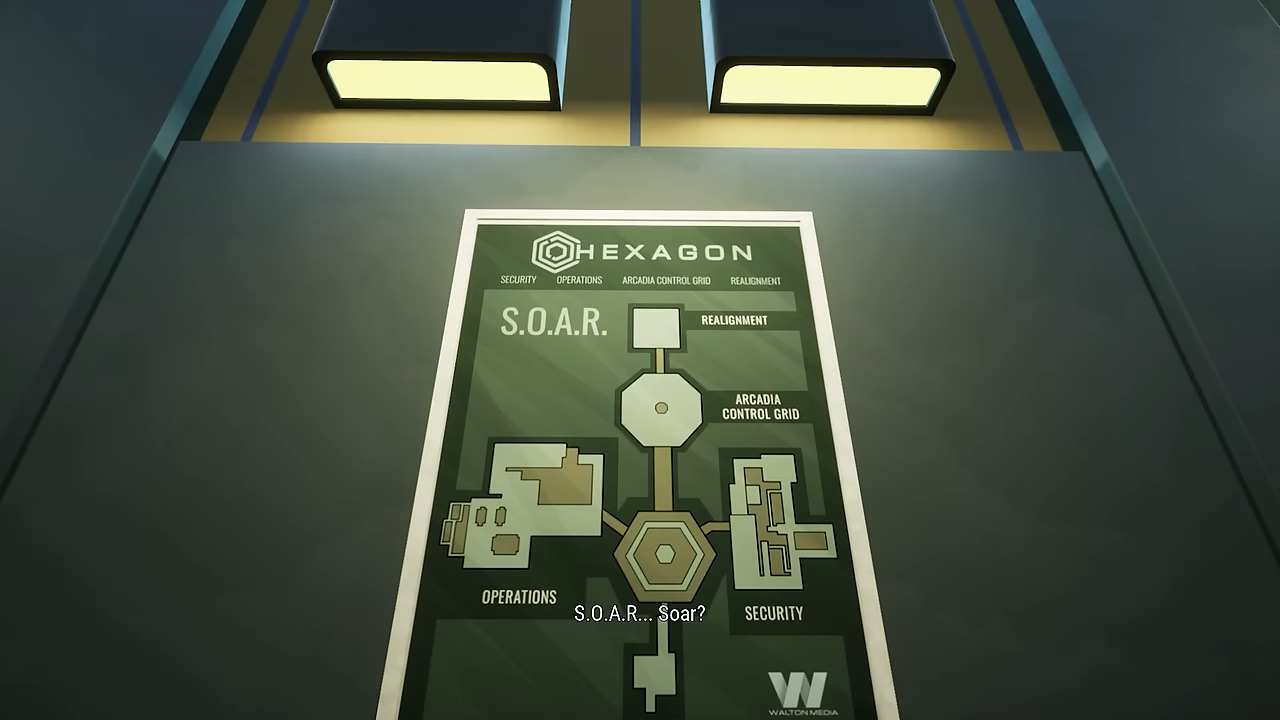 HEXAGON
SECURITY OPERATIONS ARCADIA CONTROL GRID REALIGNMENT
S.O.A.R.
REALIGNMENT
ARCADIA
CONTROL GRID
OPERATIONS
SECURITY
S.O.A.R... Soar?
W
WALTON MEDIA